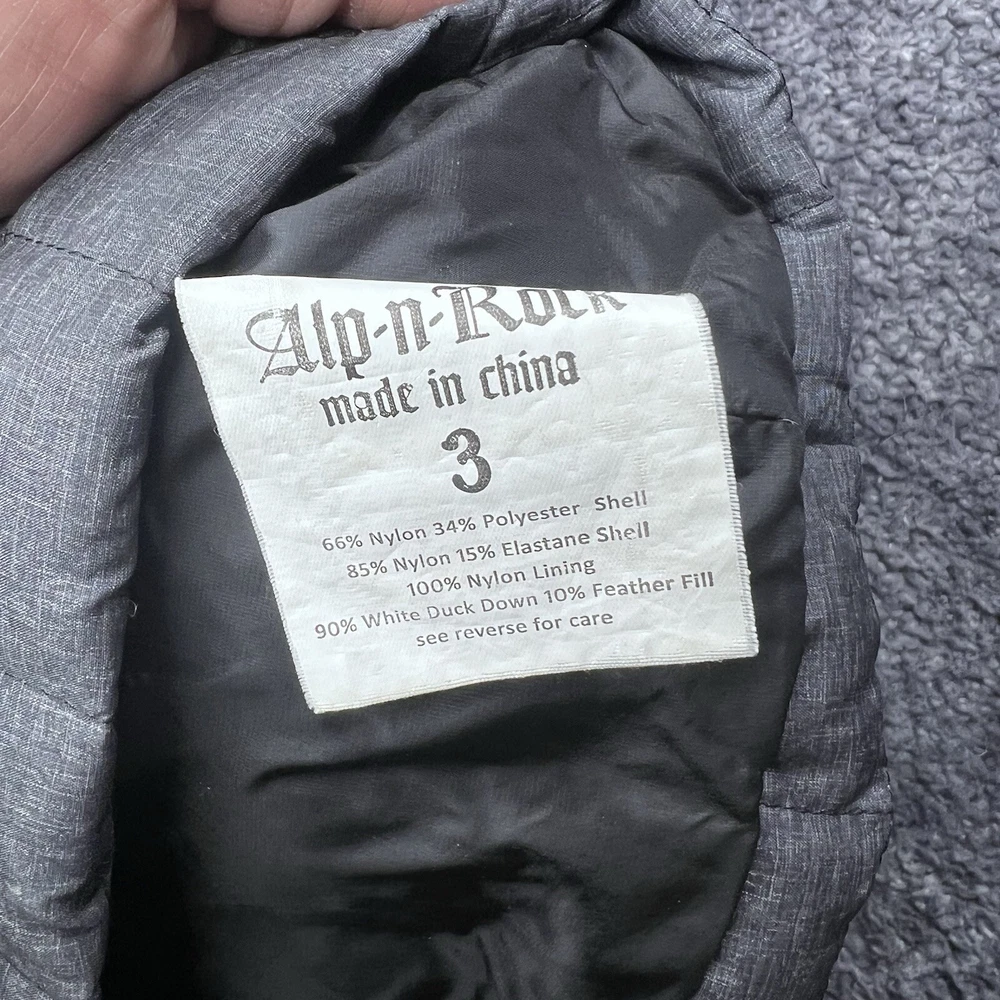 Alp-n-Rock
made in china
3
66% Nylon 34% Polyester Shell
85% Nylon 15% Elastane Shell
100% Nylon Lining
90% White Duck Down 10% Feather Fill
see reverse for care